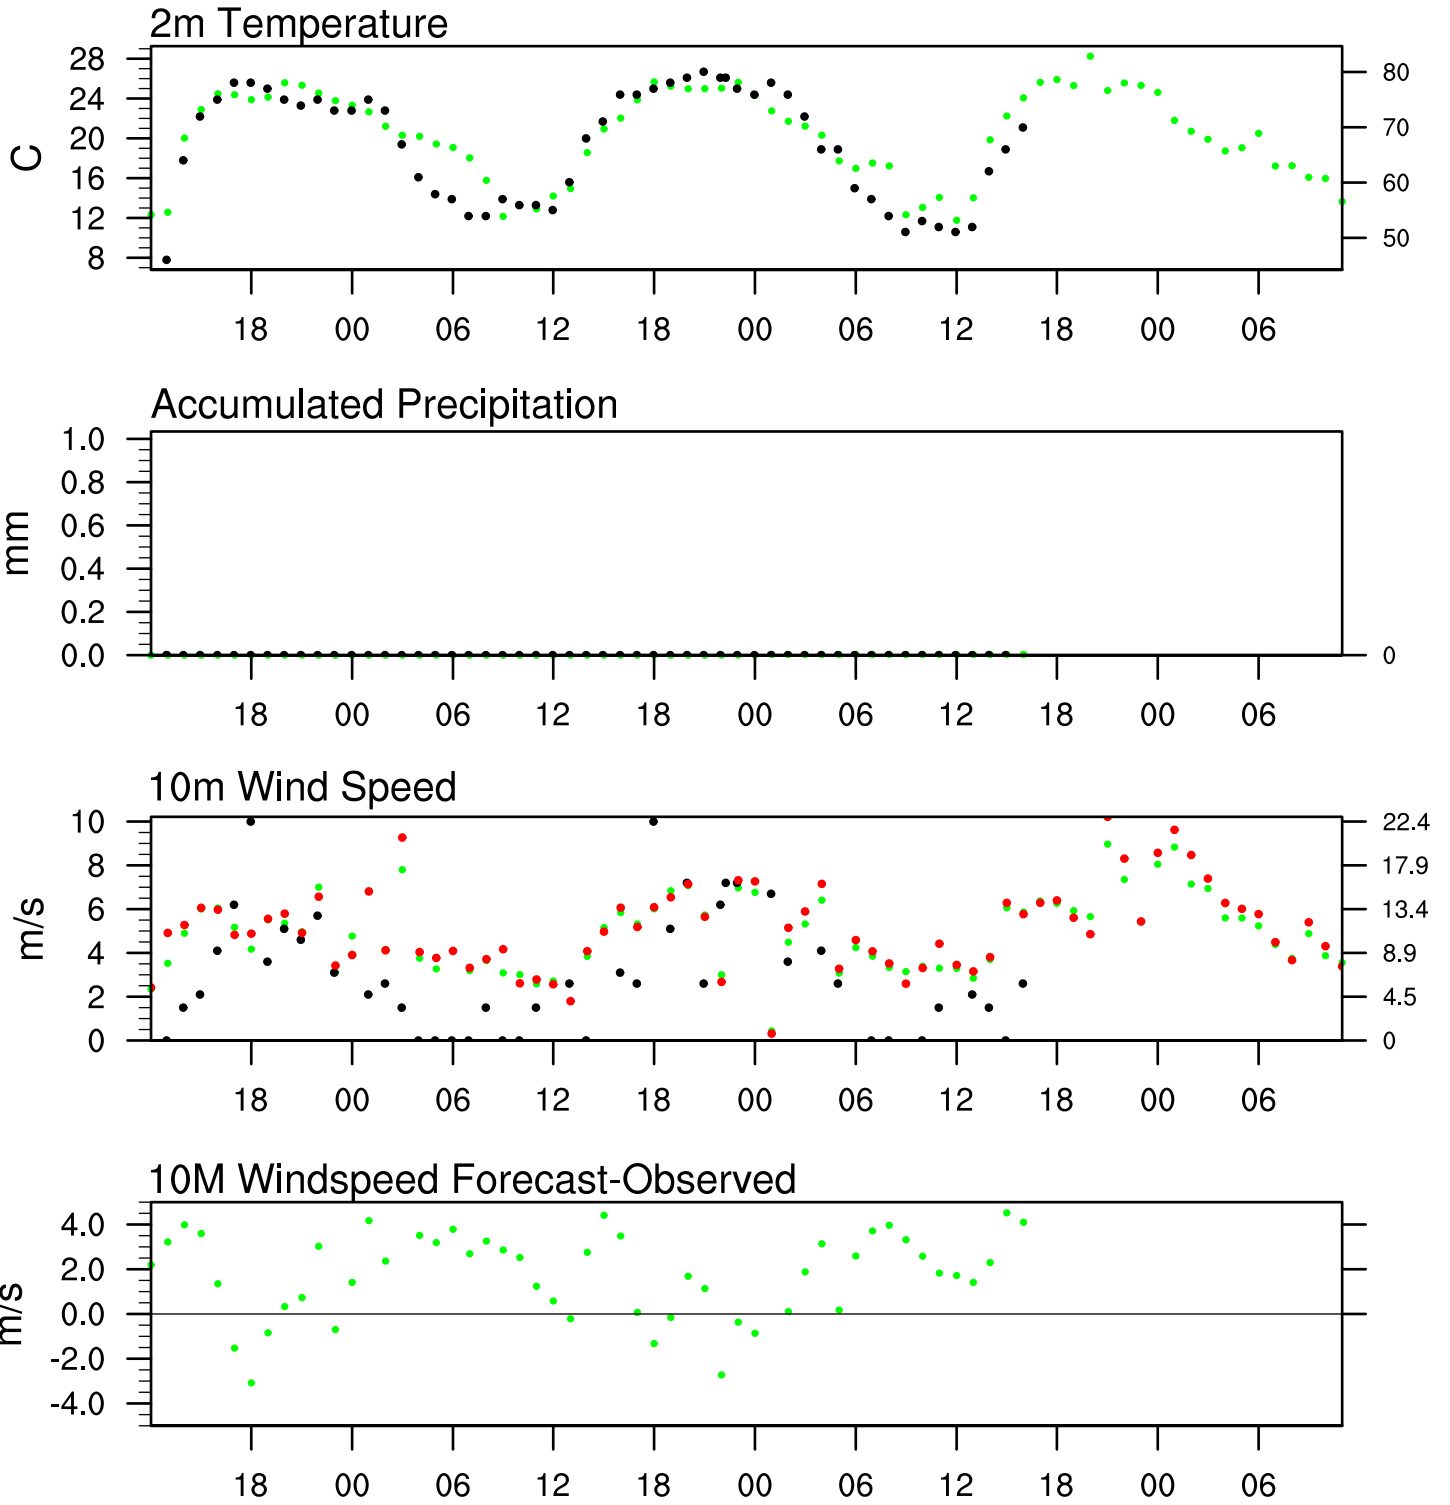 2m Temperature
28
24
20
16
12
8
C
80
70
60
50
18 00 06 12 18 00 06 12 18 00 06
Accumulated Precipitation
1.0
0.8
0.6
0.4
0.2
0.0
mm
0
18 00 06 12 18 00 06 12 18 00 06
10m Wind Speed
10
8
6
4
2
0
m/s
22.4
17.9
13.4
8.9
4.5
0
18 00 06 12 18 00 06 12 18 00 06
10M Windspeed Forecast-Observed
4.0
2.0
0.0
-2.0
-4.0
m/s
18 00 06 12 18 00 06 12 18 00 06